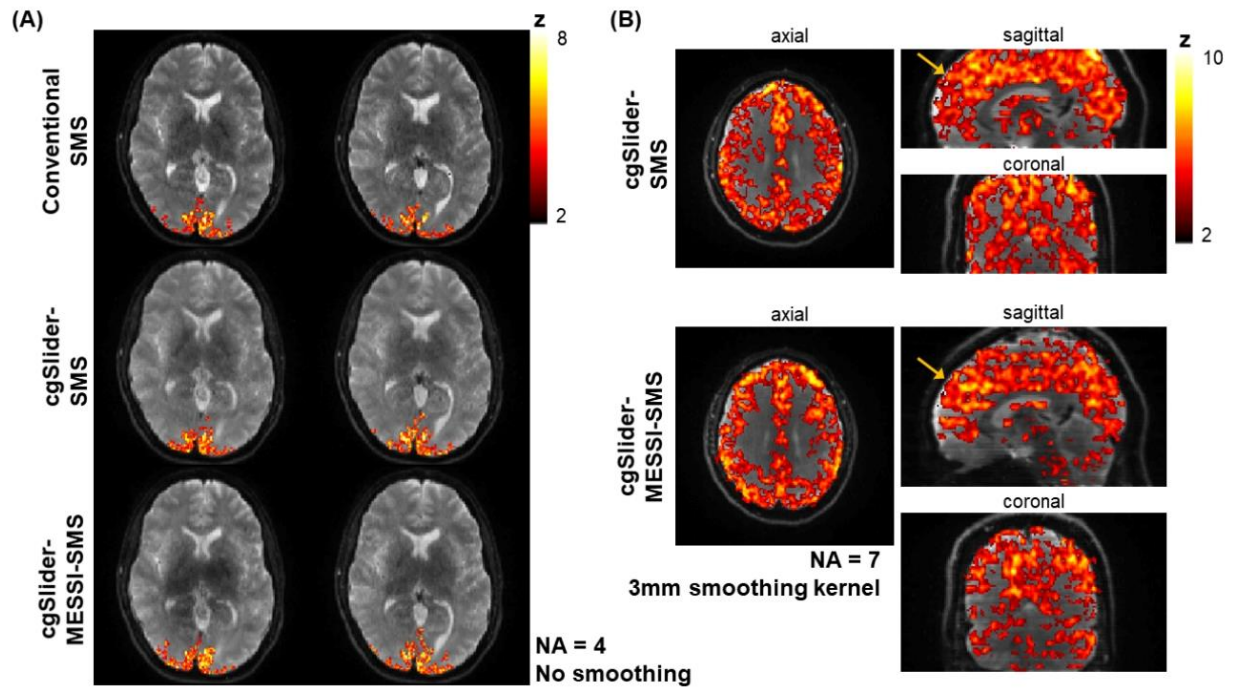 (A)
Conventional
SMS
8
2
cgSlider-
SMS
cgSlider-
MESSI-SMS
NA = 4
No smoothing
(B)
cgSlider-
SMS
axial
sagittal
z
10
coronal
2
cgSlider-
MESSI-SMS
axial
sagittal
coronal
NA = 7
3mm smoothing kernel
z